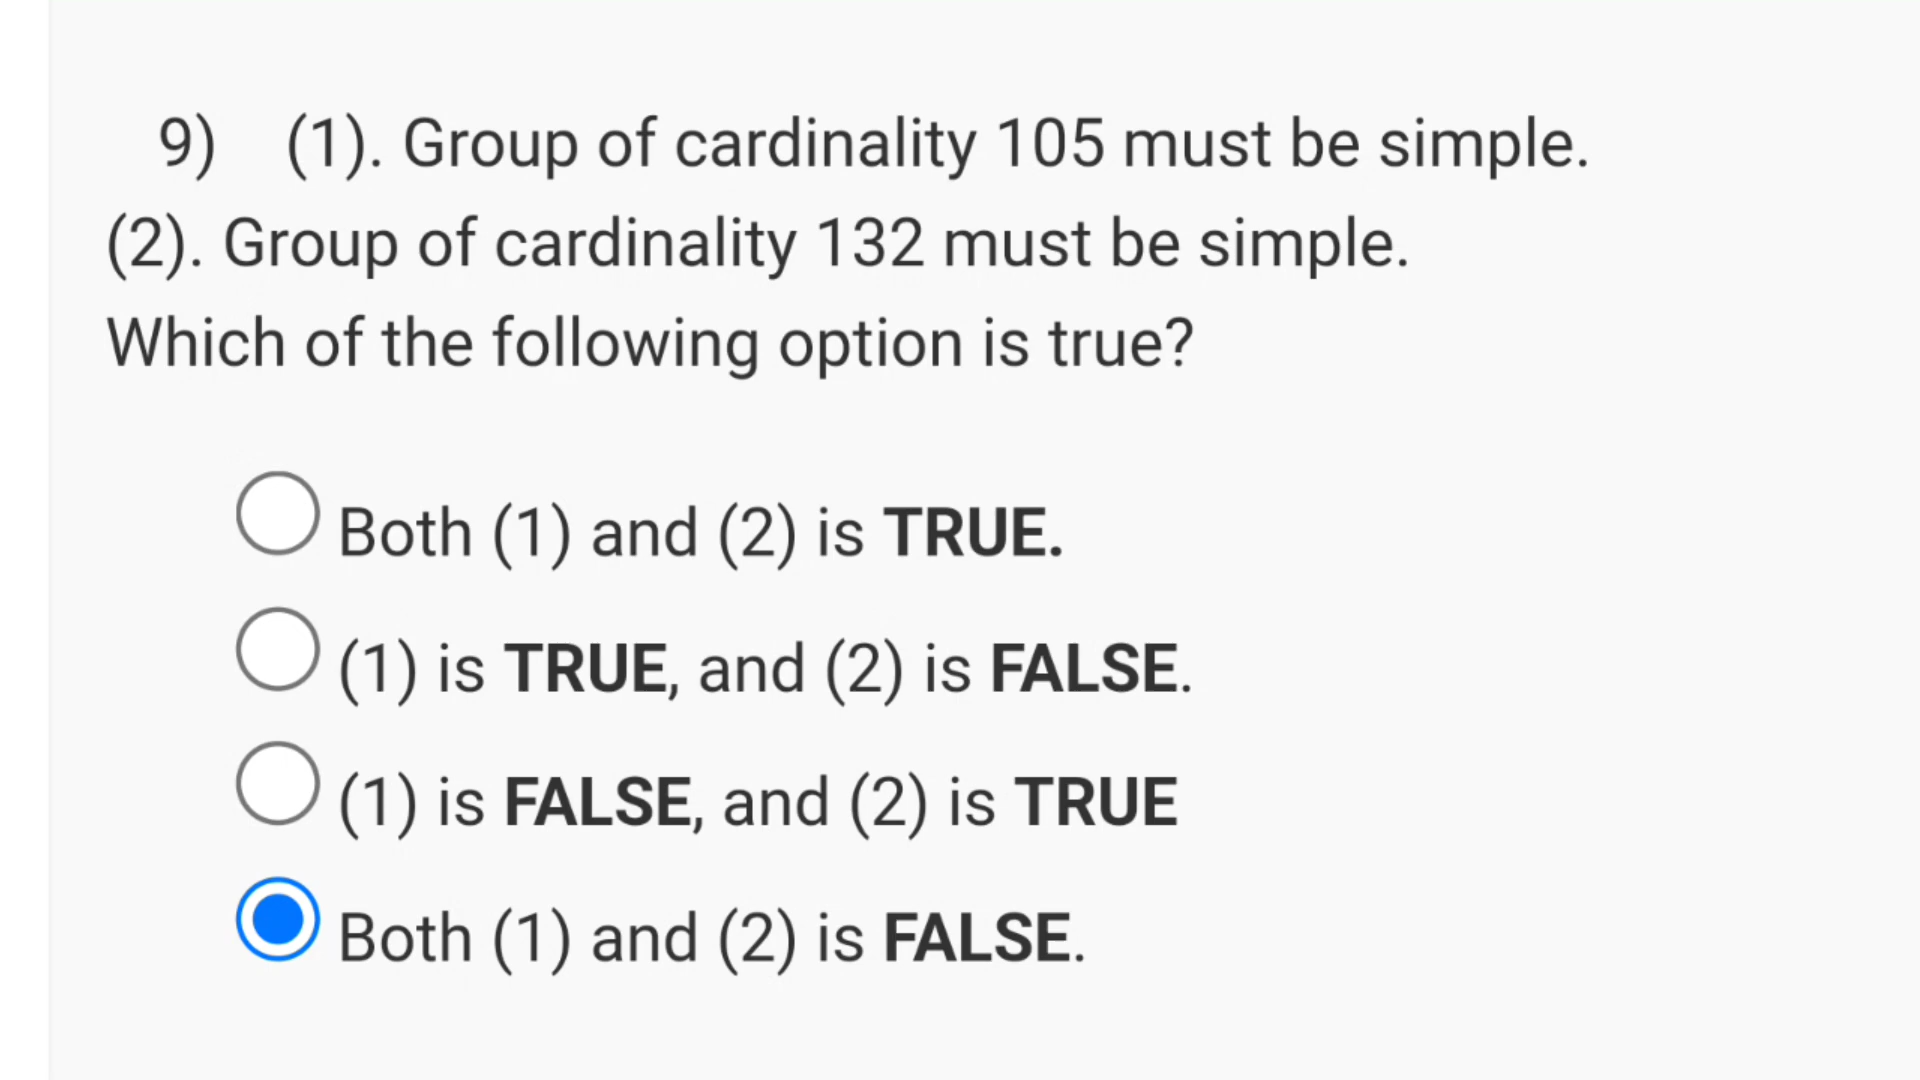 9) (1). Group of cardinality 105 must be simple.
(2). Group of cardinality 132 must be simple.
Which of the following option is true?
Both (1) and (2) is TRUE.
(1) is TRUE, and (2) is FALSE.
(1) is FALSE, and (2) is TRUE
Both (1) and (2) is FALSE.